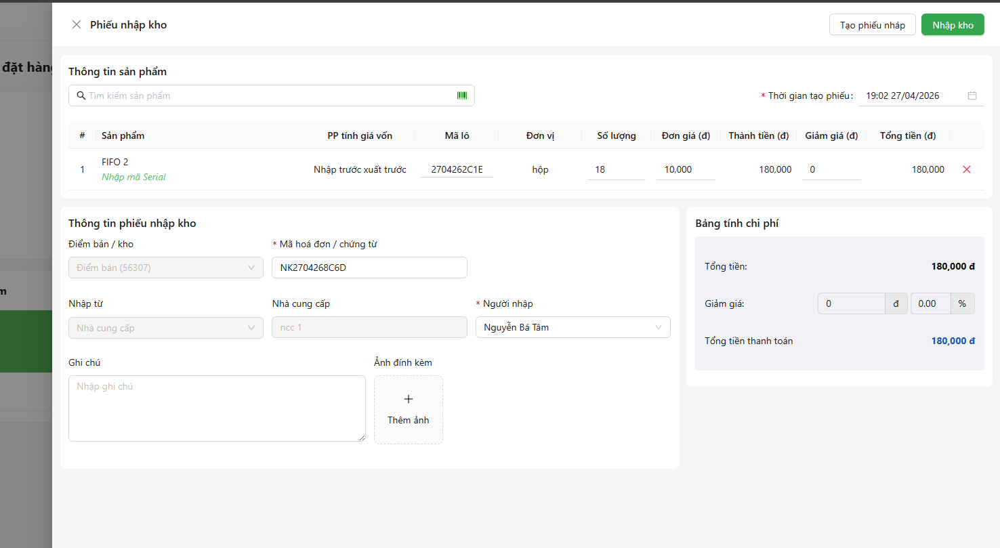 Phiếu nhập kho
Tạo phiếu nháp
Nhập kho
đặt hàng
Thông tin sản phẩm
Tìm kiếm sản phẩm
* Thời gian tạo phiếu: 19:02 27/04/2026
# Sản phẩm PP tính giá vốn Mã lô Đơn vị Số lượng Đơn giá (đ) Thành tiền (đ) Giảm giá (đ) Tổng tiền (đ)
1 FIFO 2 Nhập trước xuất trước 2704262C1E hộp 18 10,000 180,000 0 180,000
Nhập mã Serial
Thông tin phiếu nhập kho
Điểm bán / kho
* Mã hoá đơn / chứng từ
Điểm bán (56307)
NK2704268C6D
Nhập từ
Nhà cung cấp
* Người nhập
Nhà cung cấp
ncc 1
Nguyễn Bá Tâm
Ghi chú
Ảnh đính kèm
Nhập ghi chú
Thêm ảnh
Bảng tính chi phí
Tổng tiền: 180,000 đ
Giảm giá: 0 đ 0.00 %
Tổng tiền thanh toán 180,000 đ